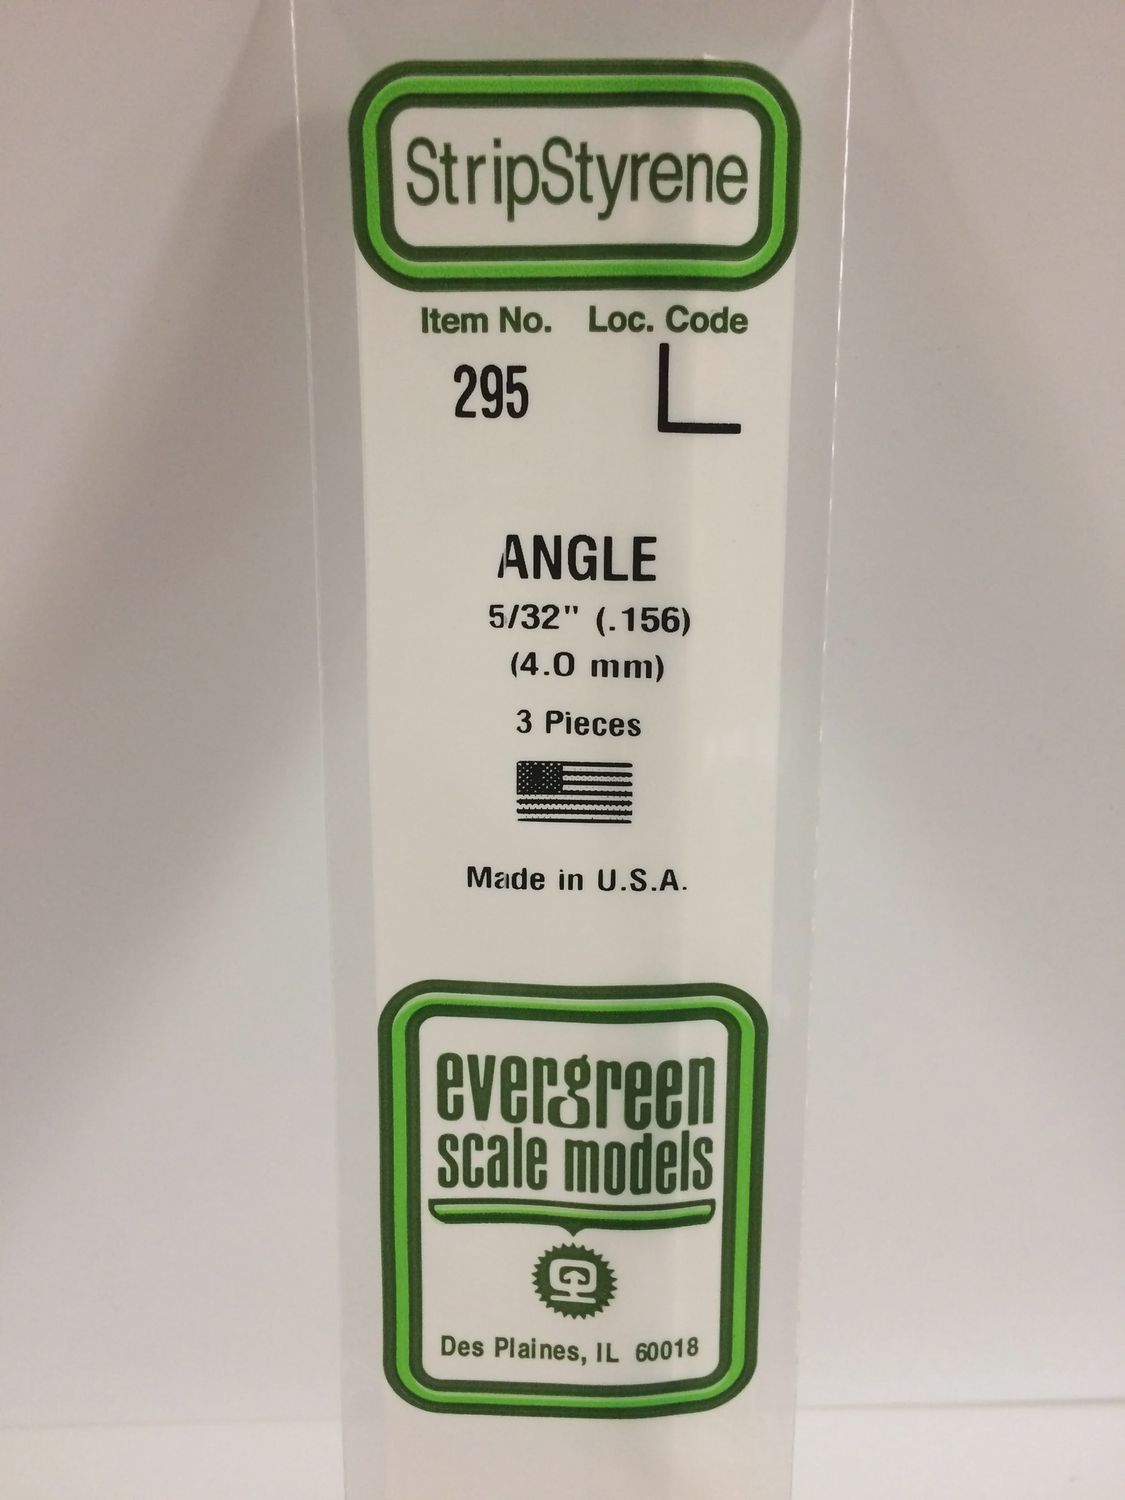 StripStyrene
Item No. Loc. Code
295 L
ANGLE
5/32" (.156)
(4.0 mm)
3 Pieces
Made in U.S.A.
evergreen
scale models
Des Plaines, IL 60018